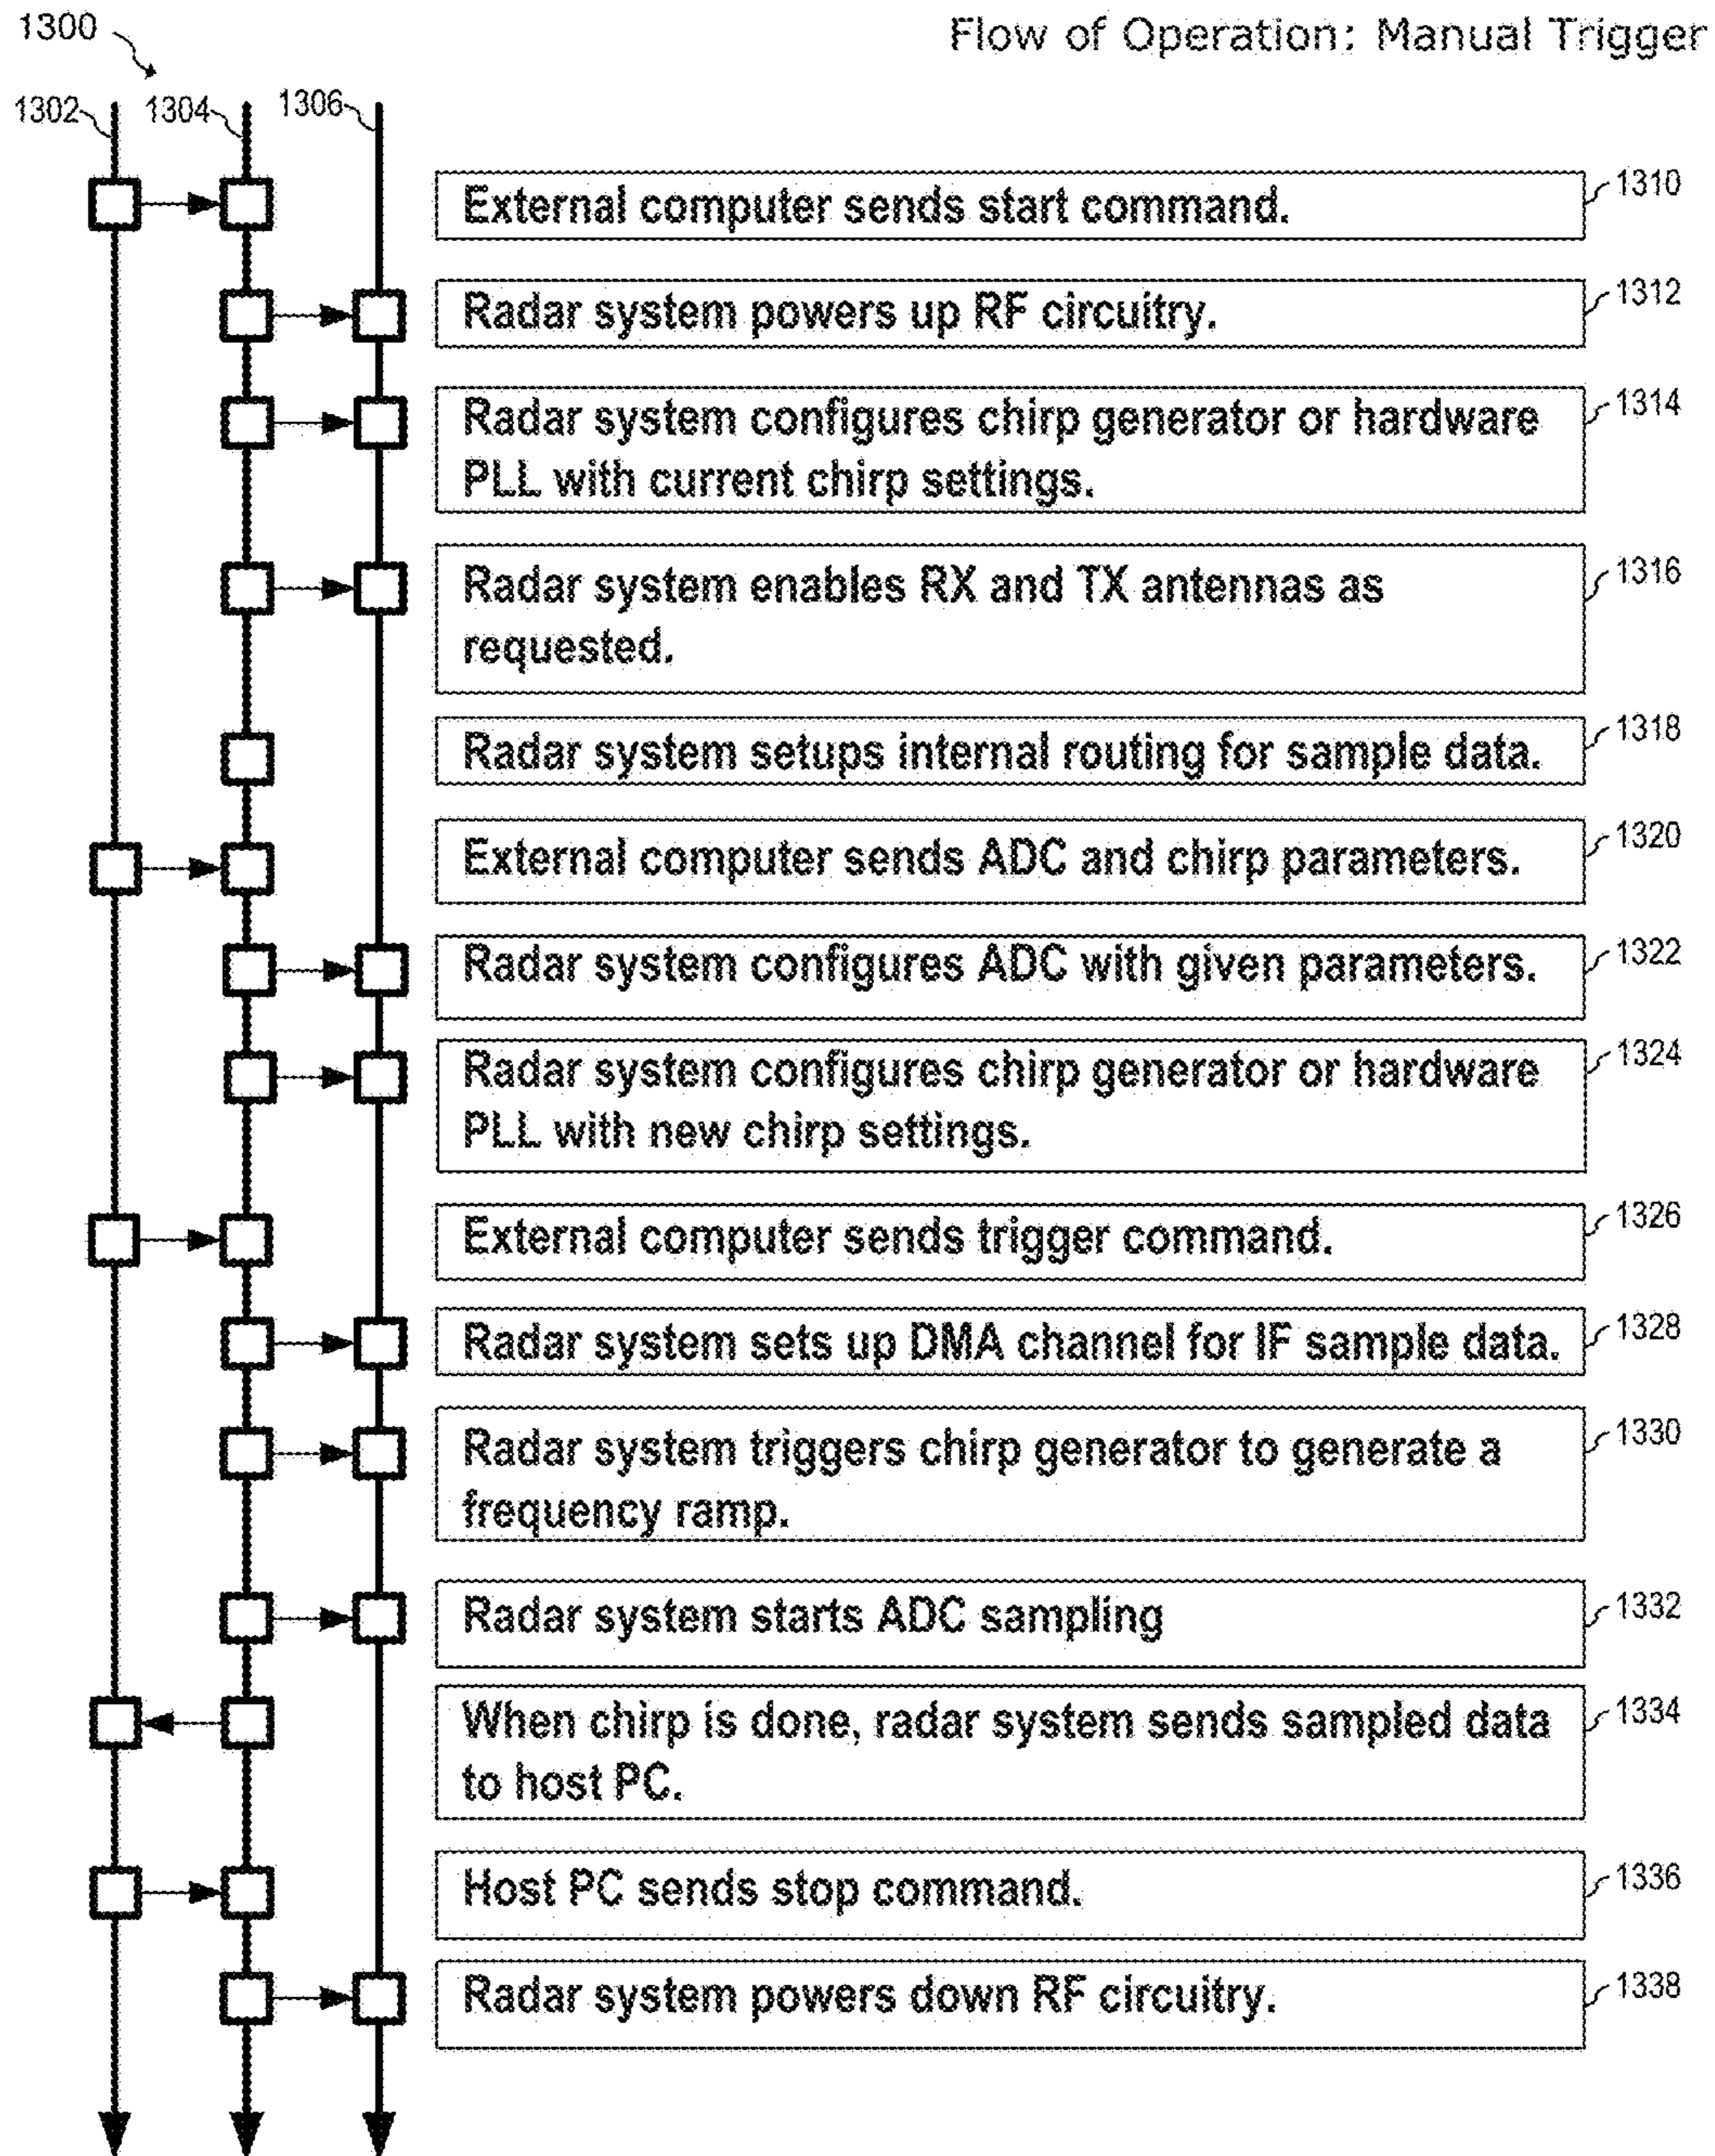 1300
Flow of Operation: Manual Trigger
1302
1304
1306
External computer sends start command.
1310
Radar system powers up RF circuitry.
1312
Radar system configures chirp generator or hardware
PLL with current chirp settings.
1314
Radar system enables RX and TX antennas as
requested.
1316
Radar system setups internal routing for sample data.
1318
External computer sends ADC and chirp parameters.
1320
Radar system configures ADC with given parameters.
1322
Radar system configures chirp generator or hardware
PLL with new chirp settings.
1324
External computer sends trigger command.
1326
Radar system sets up DMA channel for IF sample data.
1328
Radar system triggers chirp generator to generate a
frequency ramp.
1330
Radar system starts ADC sampling
1332
When chirp is done, radar system sends sampled data
to host PC.
1334
Host PC sends stop command.
1336
Radar system powers down RF circuitry.
1338